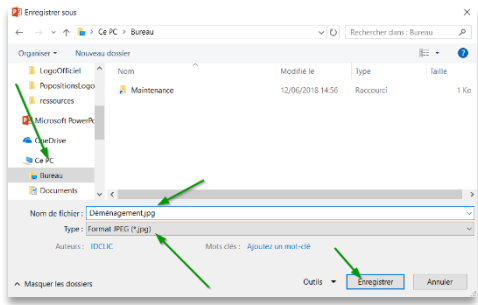 Enregistrer sous
Ce PC > Bureau
Rechercher dans : Bureau
Organiser
Nouveau dossier
LogoOfficiel
PopositionsLogo
ressources
Microsoft PowerPo
OneDrive
Ce PC
Bureau
Documents
Nom Modifié le Type Taille
Maintenance 12/06/2018 14:56 Raccourci 1 Ko
Nom de fichier : Déménagement.jpg
Type : Format JPEG (*.jpg)
Auteurs : IDCLIC Mots clés : Ajoutez un mot-clé
Masquer les dossiers Outils Enregistrer Annuler